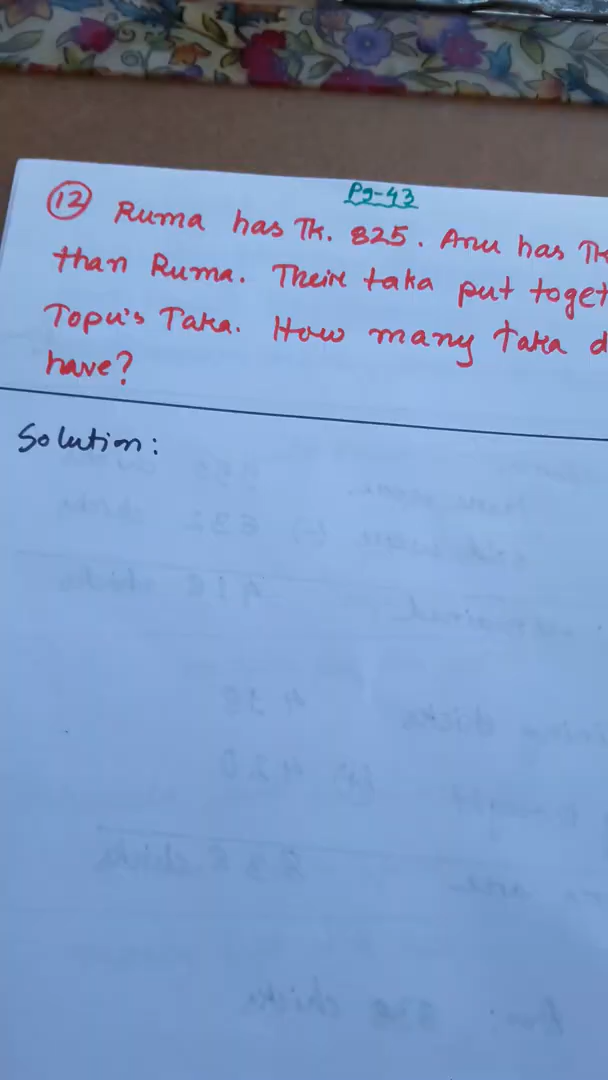 Pg-43
(12) Ruma has Tk. 825. Anu has Tk
than Ruma. Their taka put toget
Topu's Taka. How many taka d
have?
Solution: